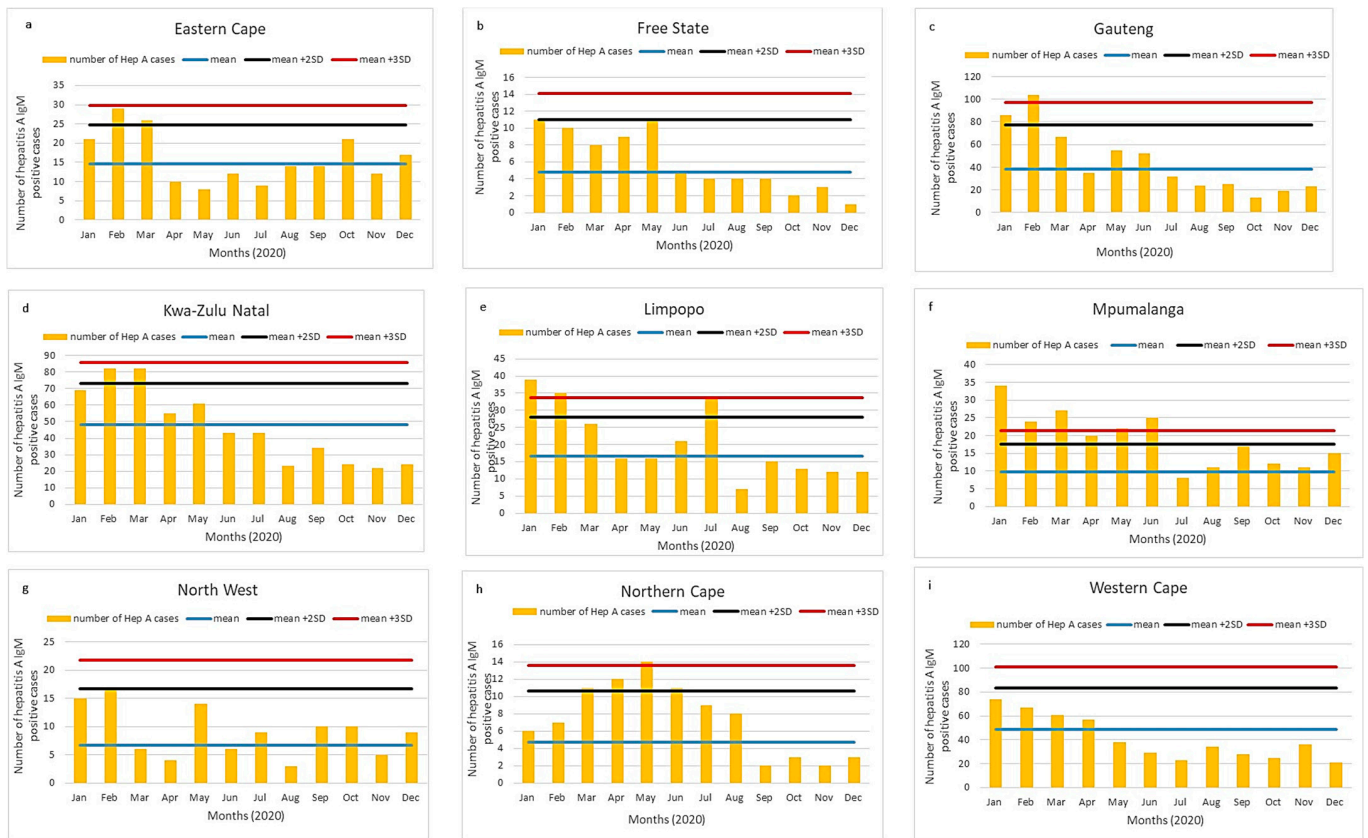 a
Eastern Cape
number of Hep A cases mean mean +2SD mean +3SD
Number of hepatitis A IgM
positive cases
35
30
25
20
15
10
5
0
Jan Feb Mar Apr May Jun Jul Aug Sep Oct Nov Dec
Months (2020)
b
Free State
number of Hep A cases mean mean +2SD mean +3SD
Number of hepatitis A IgM
positive cases
16
14
12
10
8
6
4
2
0
Jan Feb Mar Apr May Jun Jul Aug Sep Oct Nov Dec
Months (2020)
c
Gauteng
number of Hep A cases mean mean +2SD mean +3SD
Number of hepatitis A IgM
positive cases
120
100
80
60
40
20
0
Jan Feb Mar Apr May Jun Jul Aug Sep Oct Nov Dec
Months (2020)
d
Kwa-Zulu Natal
number of Hep A cases mean mean +2SD mean +3SD
Number of hepatitis A IgM
positive cases
90
80
70
60
50
40
30
20
10
0
Jan Feb Mar Apr May Jun Jul Aug Sep Oct Nov Dec
Months (2020)
e
Limpopo
number of Hep A cases mean mean +2SD mean +3SD
Number of hepatitis A IgM
positive cases
45
40
35
30
25
20
15
10
5
0
Jan Feb Mar Apr May Jun Jul Aug Sep Oct Nov Dec
Months (2020)
f
Mpumalanga
number of Hep A cases mean mean +2SD mean +3SD
Number of hepatitis A IgM
positive cases
40
35
30
25
20
15
10
5
0
Jan Feb Mar Apr May Jun Jul Aug Sep Oct Nov Dec
Months (2020)
g
North West
number of Hep A cases mean mean +2SD mean +3SD
Number of hepatitis A IgM
positive cases
25
20
15
10
5
0
Jan Feb Mar Apr May Jun Jul Aug Sep Oct Nov Dec
Months (2020)
h
Northern Cape
number of Hep A cases mean mean +2SD mean +3SD
Number of hepatitis A IgM
positive cases
16
14
12
10
8
6
4
2
0
Jan Feb Mar Apr May Jun Jul Aug Sep Oct Nov Dec
Months (2020)
i
Western Cape
number of Hep A cases mean mean +2SD mean +3SD
Number of hepatitis A IgM
positive cases
120
100
80
60
40
20
0
Jan Feb Mar Apr May Jun Jul Aug Sep Oct Nov Dec
Months (2020)